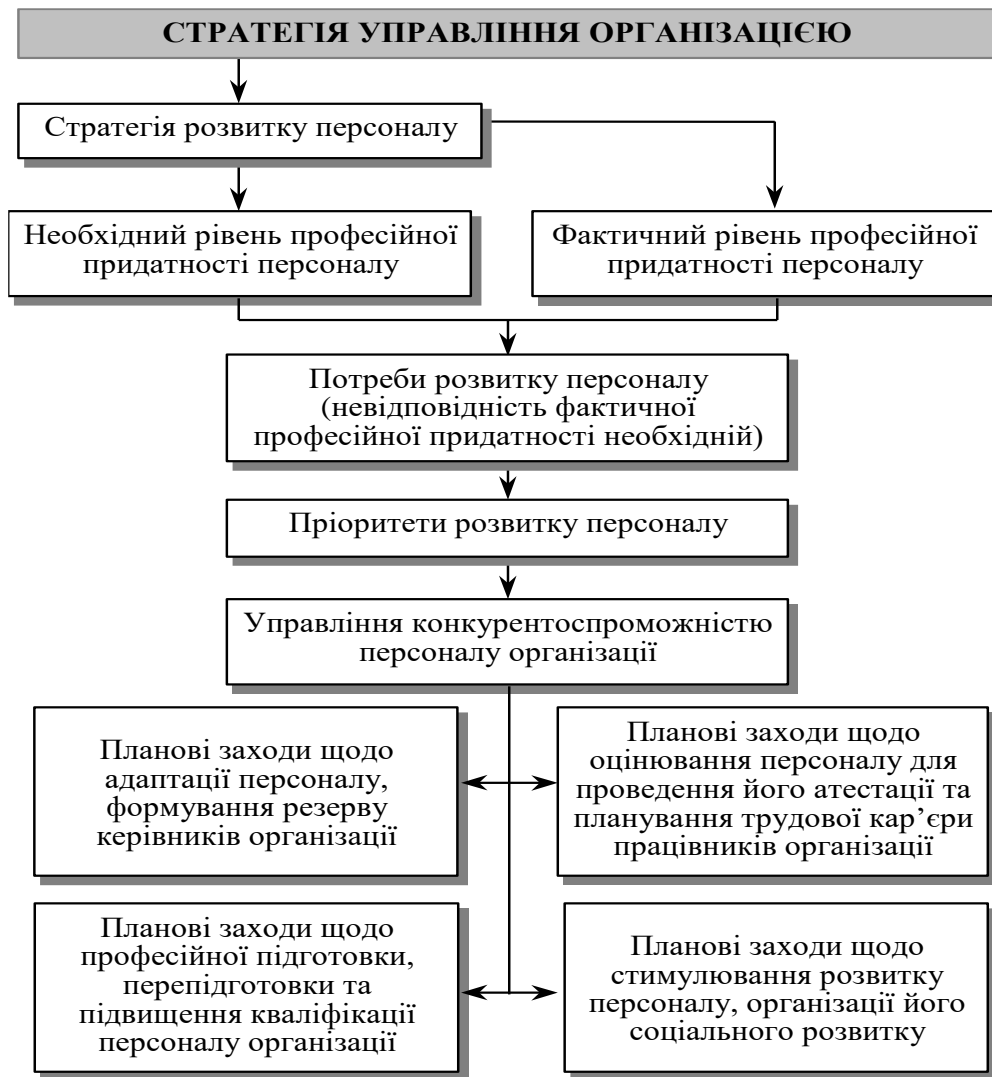 СТРАТЕГІЯ УПРАВЛІННЯ ОРГАНІЗАЦІЄЮ
Стратегія розвитку персоналу
Необхідний рівень професійної
придатності персоналу
Фактичний рівень професійної
придатності персоналу
Потреби розвитку персоналу
(невідповідність фактичної
професійної придатності необхідній)
Пріоритети розвитку персоналу
Управління конкурентоспроможністю
персоналу організації
Планові заходи щодо
адаптації персоналу,
формування резерву
керівників організації
Планові заходи щодо
оцінювання персоналу для
проведення його атестації та
планування трудової кар’єри
працівників організації
Планові заходи щодо
професійної підготовки,
перепідготовки та
підвищення кваліфікації
персоналу організації
Планові заходи щодо
стимулювання розвитку
персоналу, організації його
соціального розвитку